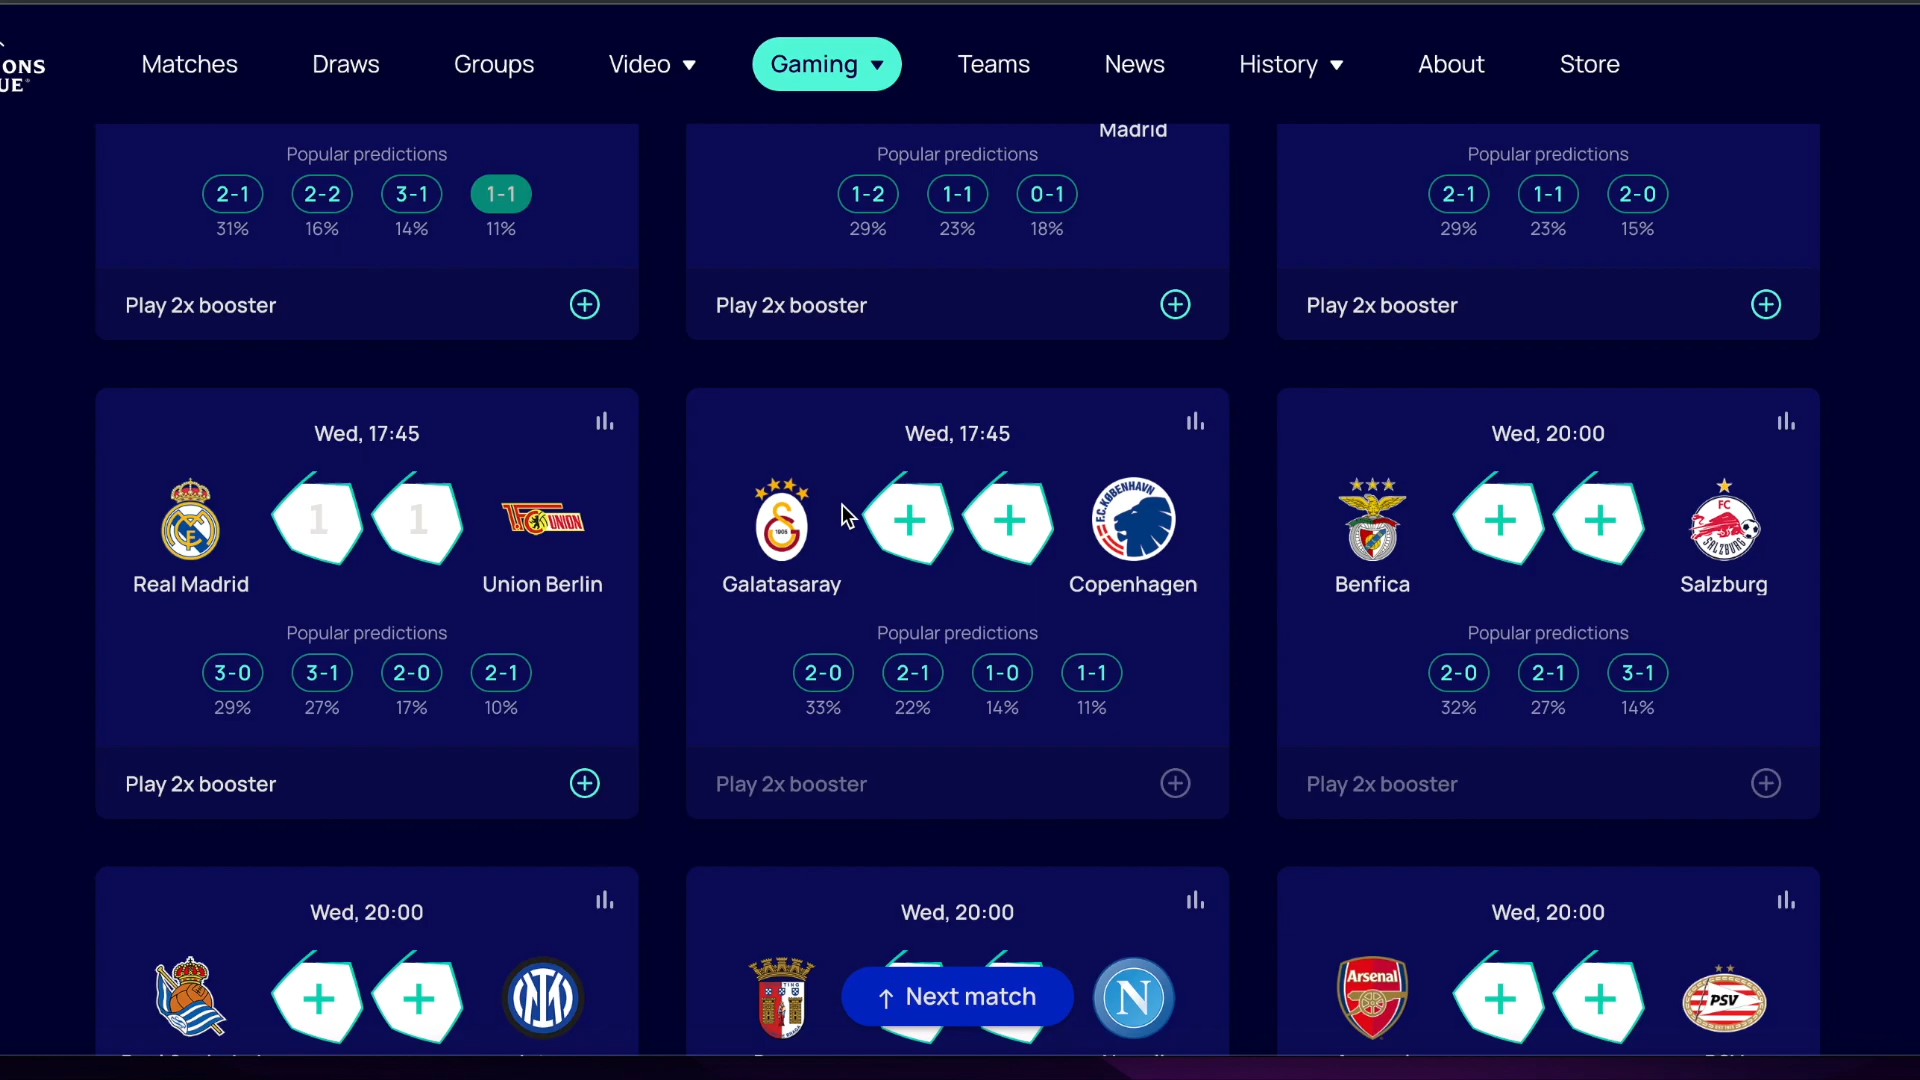 ONS
UE
Matches
Draws
Groups
Video
Gaming
Teams
News
History
About
Store
Popular predictions
2-1 2-2 3-1 1-1
31% 16% 14% 11%
Play 2x booster
Madrid
Popular predictions
1-2 1-1 0-1
29% 23% 18%
Play 2x booster
Popular predictions
2-1 1-1 2-0
29% 23% 15%
Play 2x booster
Wed, 17:45
1 1
UNION
Real Madrid
Union Berlin
Popular predictions
3-0 3-1 2-0 2-1
29% 27% 17% 10%
Play 2x booster
Wed, 17:45
1905
F.C. KØBENHAVN
Galatasaray
Copenhagen
Popular predictions
2-0 2-1 1-0 1-1
33% 22% 14% 11%
Play 2x booster
Wed, 20:00
FC
SALZBURG
Benfica
Salzburg
Popular predictions
2-0 2-1 3-1
32% 27% 14%
Play 2x booster
Wed, 20:00
Wed, 20:00
N
Next match
Wed, 20:00
Arsenal
PSV